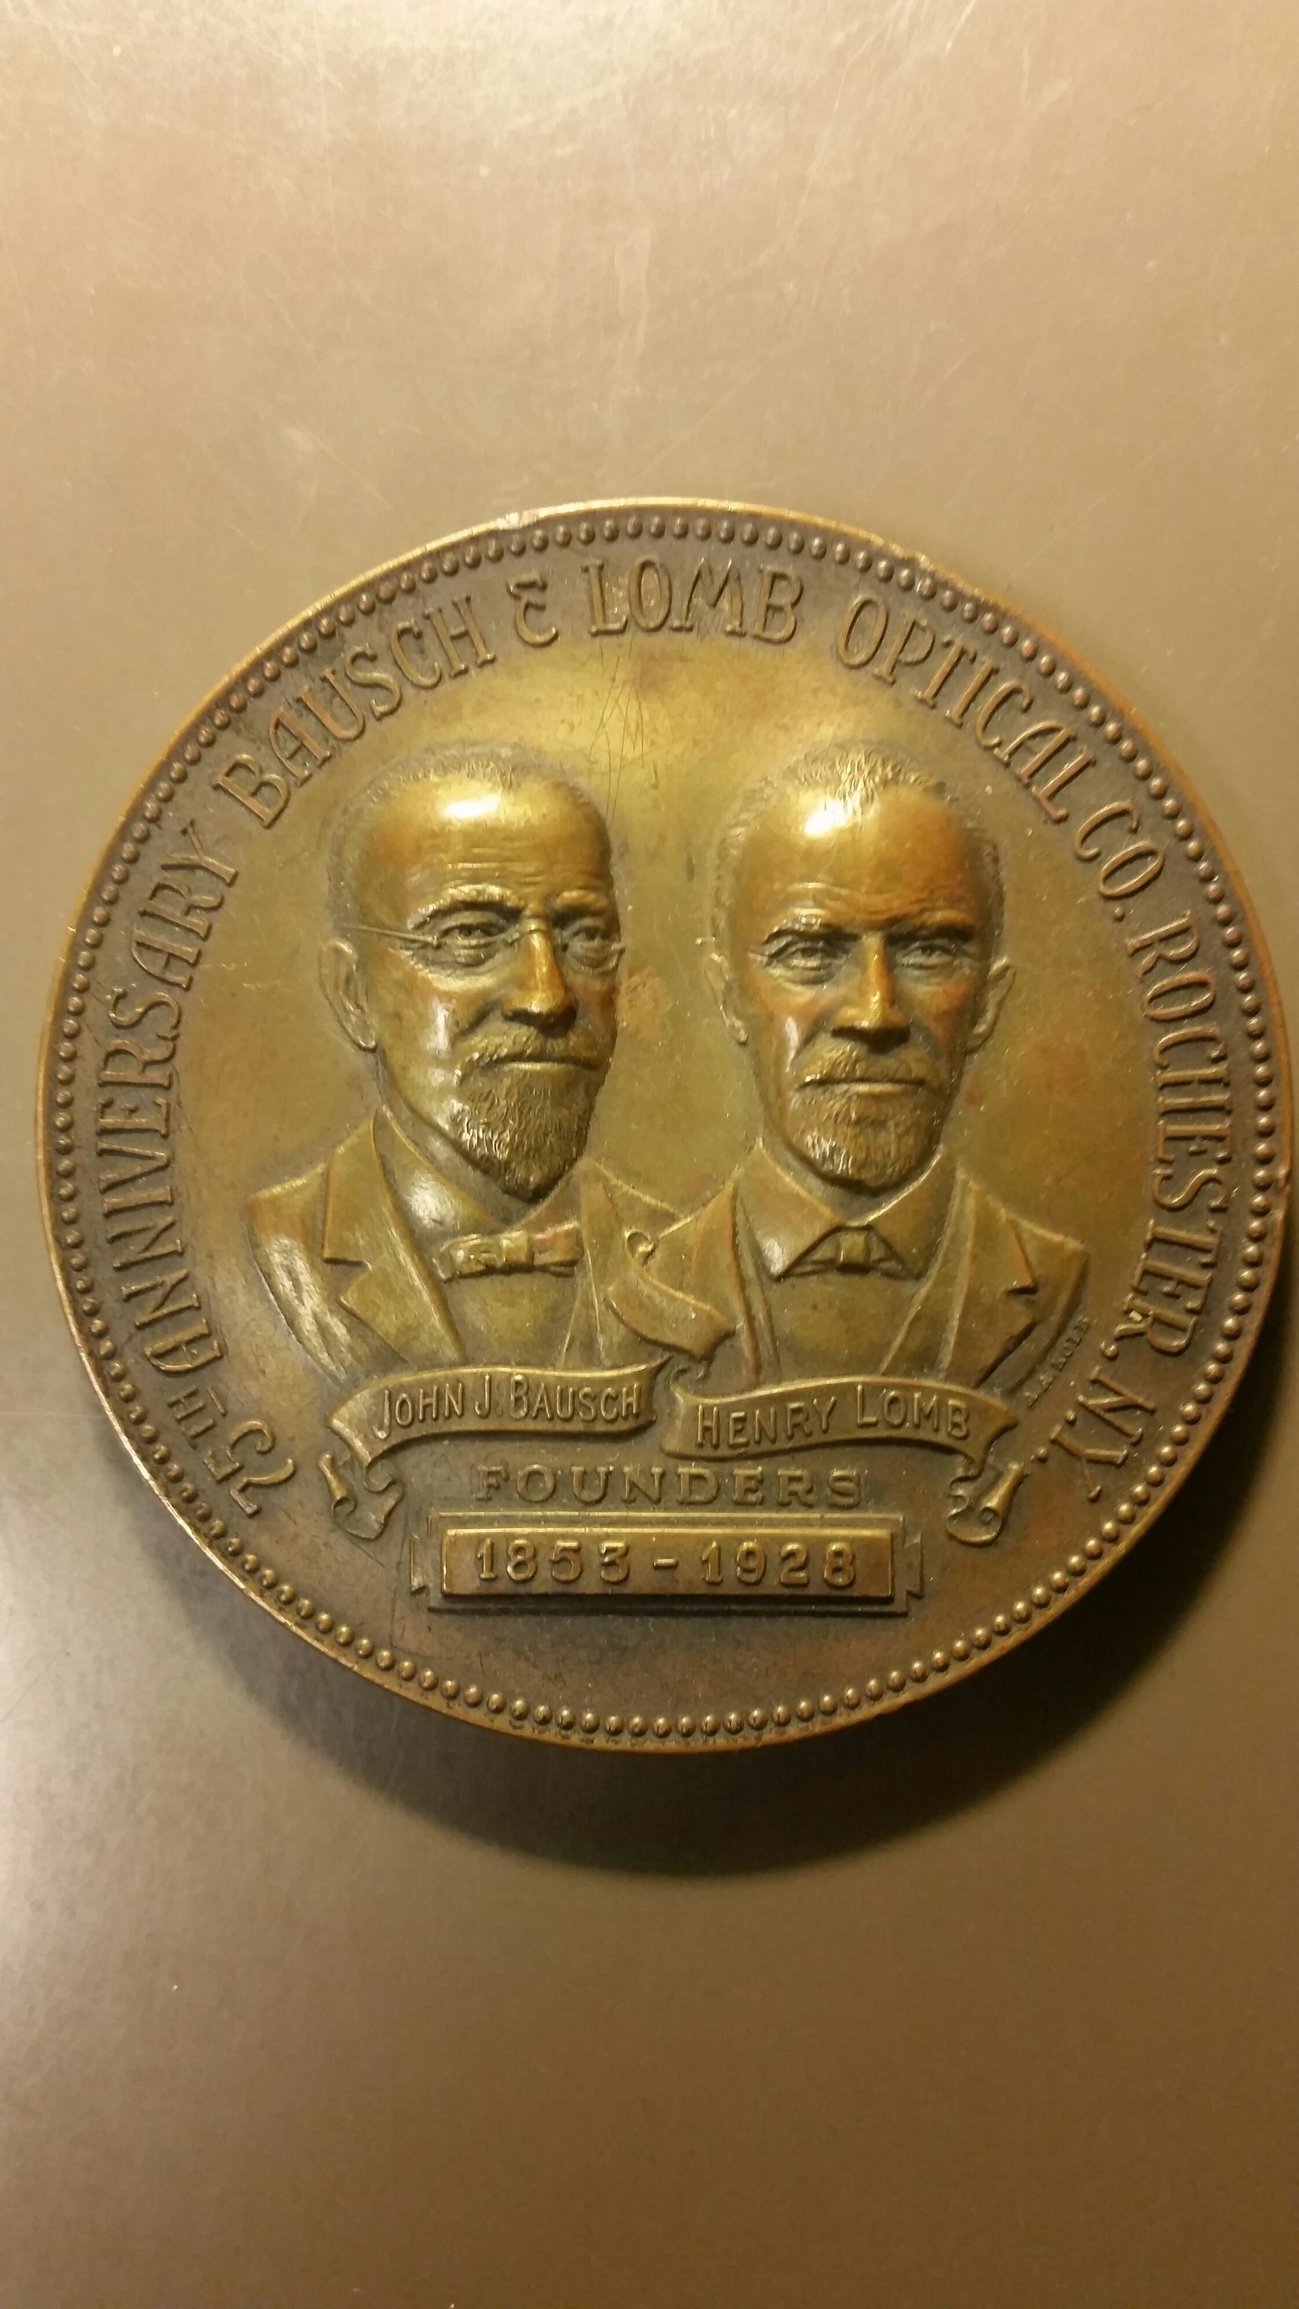 75TH ANNIVERSARY BAUSCH & LOMB OPTICAL CO. ROCHESTER, N.Y.
JOHN J. BAUSCH
HENRY LOMB
FOUNDERS
1853-1928